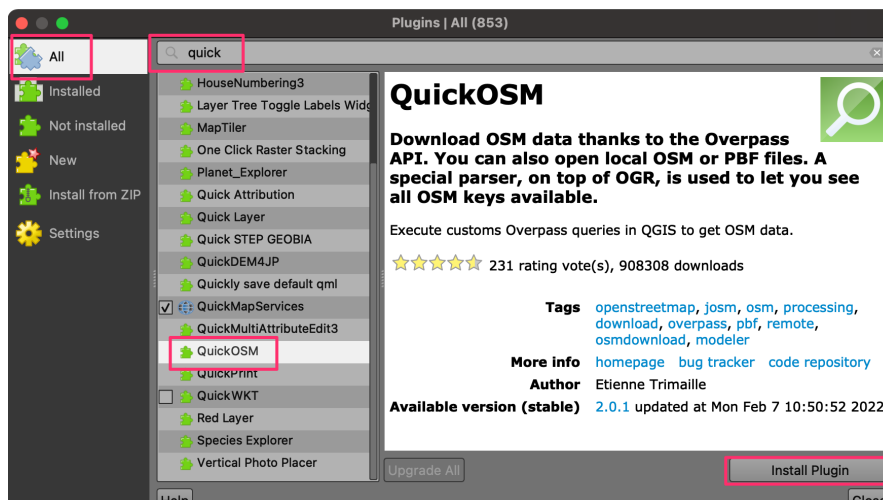 Plugins | All (853)
All
Installed
Not installed
New
Install from ZIP
Settings
quick
HouseNumbering3
Layer Tree Toggle Labels Widg
MapTiler
One Click Raster Stacking
Planet_Explorer
Quick Attribution
Quick Layer
Quick STEP GEOBIA
QuickDEM4JP
Quickly save default qml
QuickMapServices
QuickMultiAttributeEdit3
QuickOSM
QuickPrint
QuickWKT
Red Layer
Species Explorer
Vertical Photo Placer
QuickOSM
Download OSM data thanks to the Overpass
API. You can also open local OSM or PBF files. A
special parser, on top of OGR, is used to let you see
all OSM keys available.
Execute customs Overpass queries in QGIS to get OSM data.
231 rating vote(s), 908308 downloads
Tags openstreetmap, josm, osm, processing,
download, overpass, pbf, remote,
osmdownload, modeler
More info homepage bug tracker code repository
Author Etienne Trimaille
Available version (stable) 2.0.1 updated at Mon Feb 7 10:50:52 2022
Upgrade All
Install Plugin
Help
Close